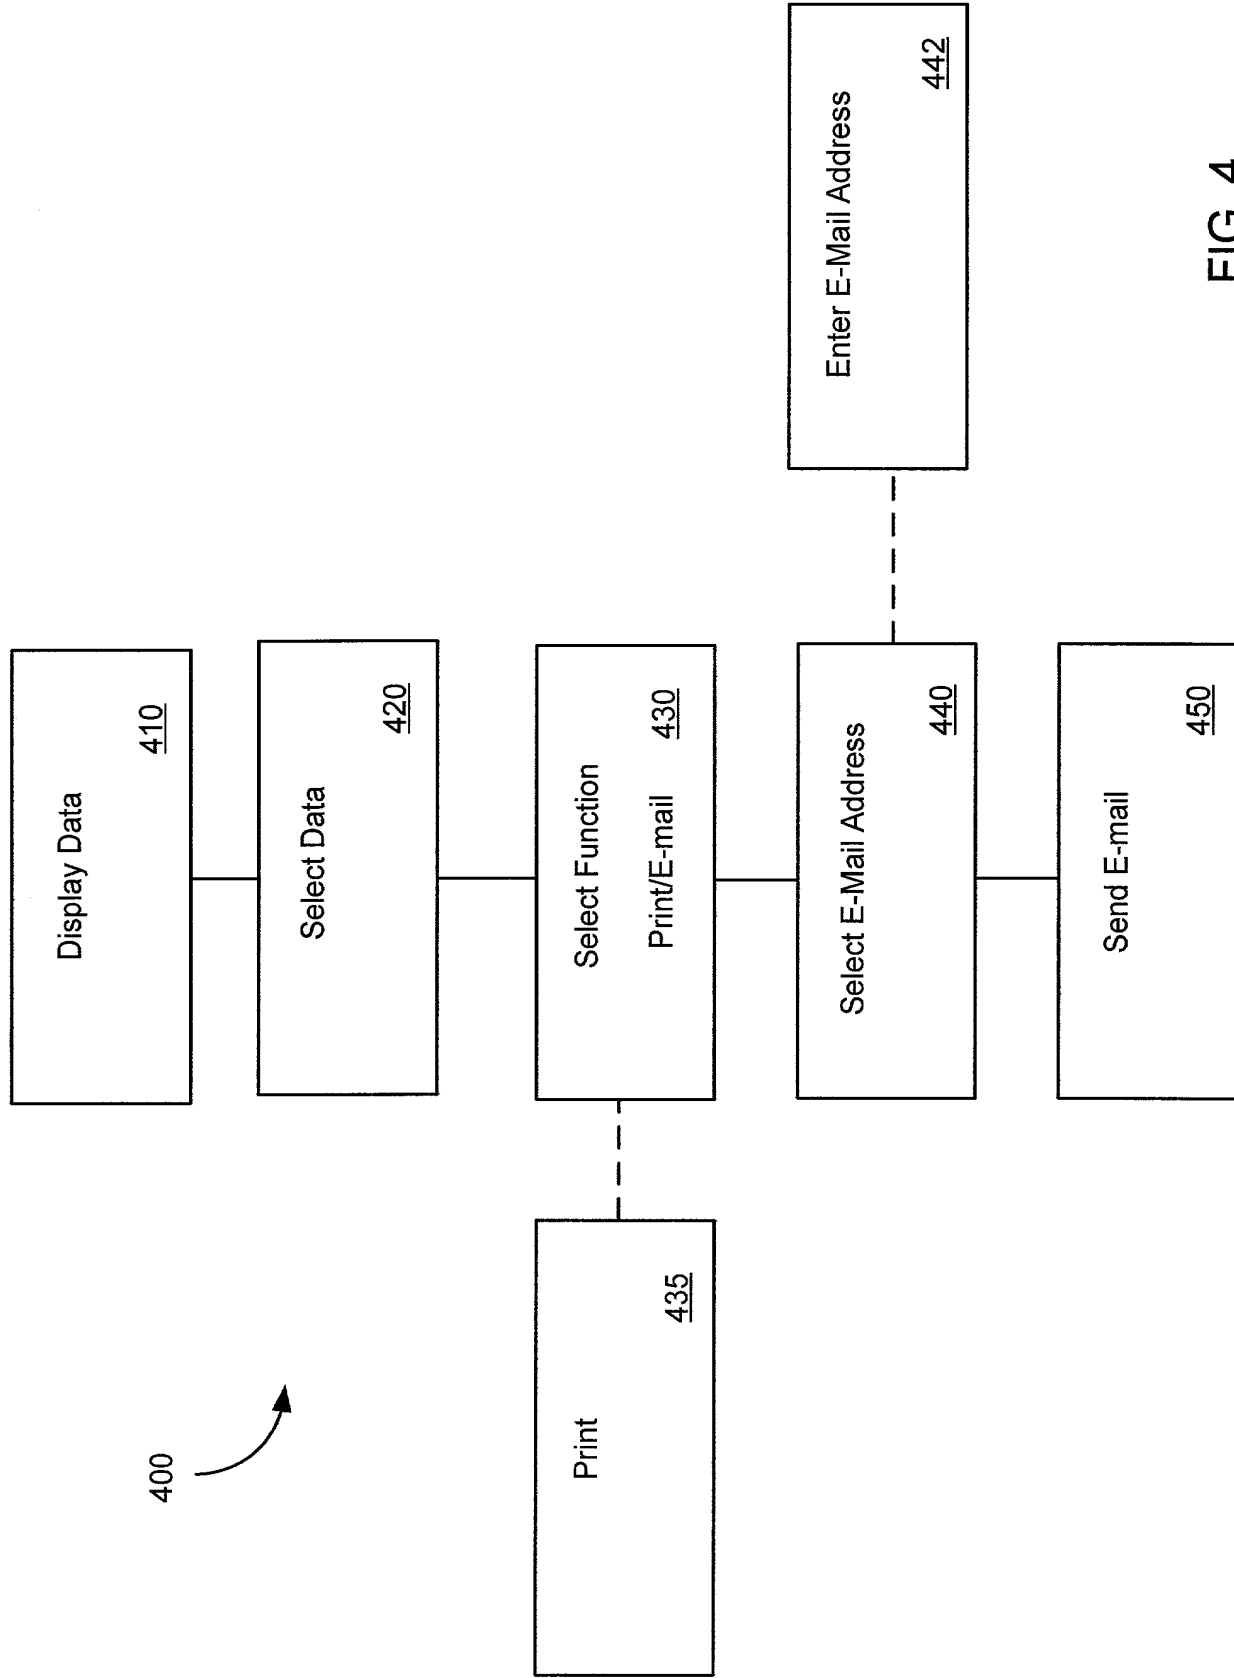 Display Data
410
Select Data
420
Select Function
Print/E-mail
430
Print
435
Select E-Mail Address
440
Enter E-Mail Address
442
Send E-mail
450
400
FIG. 4